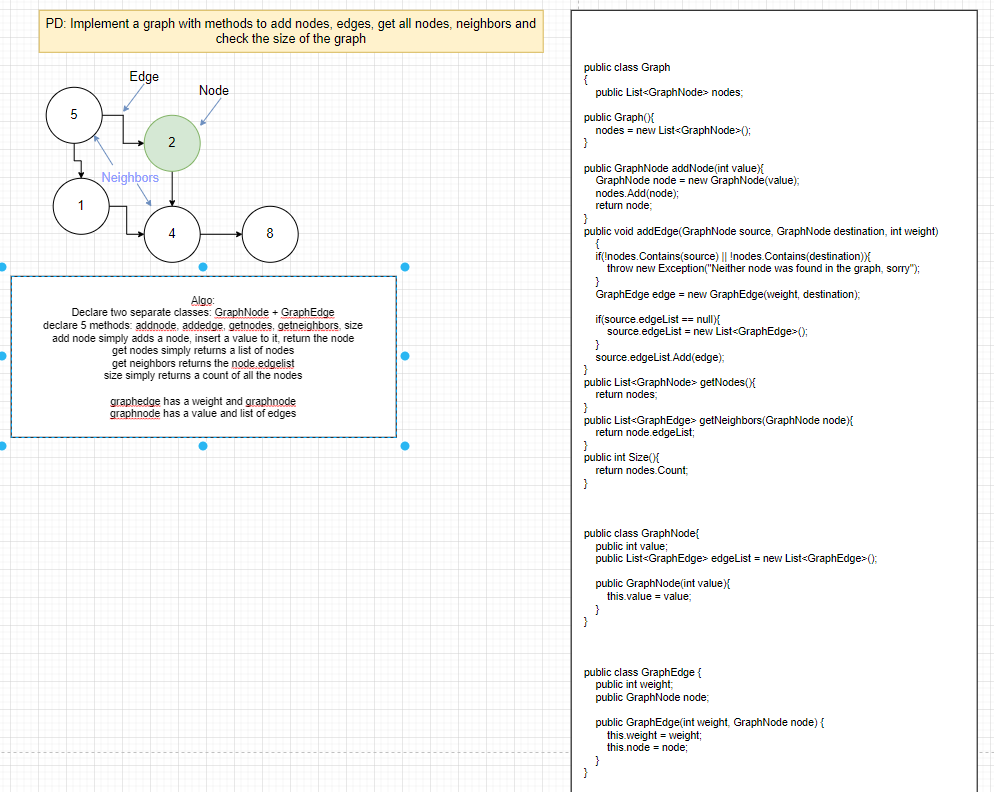 PD: Implement a graph with methods to add nodes, edges, get all nodes, neighbors and
check the size of the graph
Edge
Node
5
2
Neighbors
1
4
8
Algo:
Declare two separate classes: GraphNode + GraphEdge
declare 5 methods: addnode, addedge, getnodes, getneighbors, size
add node simply adds a node, insert a value to it, return the node
get nodes simply returns a list of nodes
get neighbors returns the node.edgelist
size simply returns a count of all the nodes
graphedge has a weight and graphnode
graphnode has a value and list of edges
public class Graph
{
public List<GraphNode> nodes;
public Graph(){
nodes = new List<GraphNode>();
}
public GraphNode addNode(int value){
GraphNode node = new GraphNode(value);
nodes.Add(node);
return node;
}
public void addEdge(GraphNode source, GraphNode destination, int weight)
{
if(!nodes.Contains(source) || !nodes.Contains(destination)){
throw new Exception("Neither node was found in the graph, sorry");
}
GraphEdge edge = new GraphEdge(weight, destination);
if(source.edgeList == null){
source.edgeList = new List<GraphEdge>();
}
source.edgeList.Add(edge);
}
public List<GraphNode> getNodes(){
return nodes;
}
public List<GraphEdge> getNeighbors(GraphNode node){
return node.edgeList;
}
public int Size(){
return nodes.Count;
}
public class GraphNode{
public int value;
public List<GraphEdge> edgeList = new List<GraphEdge>();
public GraphNode(int value){
this.value = value;
}
}
public class GraphEdge {
public int weight;
public GraphNode node;
public GraphEdge(int weight, GraphNode node) {
this.weight = weight;
this.node = node;
}
}